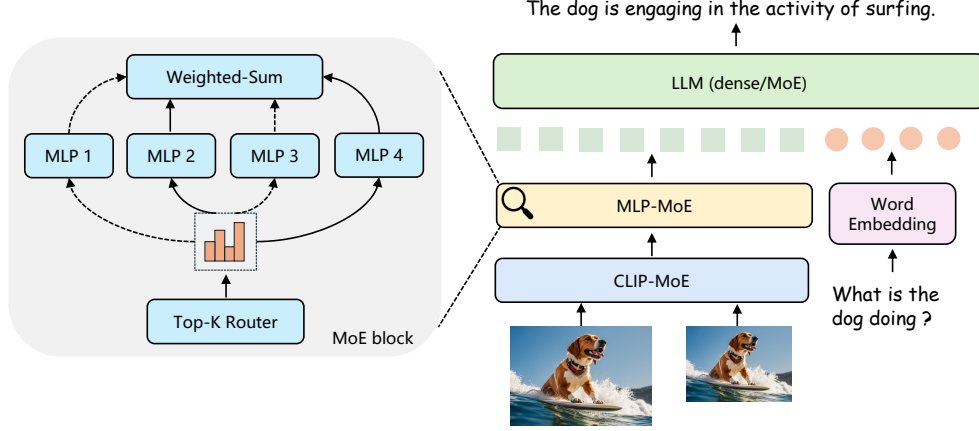 The dog is engaging in the activity of surfing.
Weighted-Sum
MLP 1
MLP 2
MLP 3
MLP 4
Top-K Router
MoE block
LLM (dense/MoE)
MLP-MoE
Word
Embedding
CLIP-MoE
What is the
dog doing ?